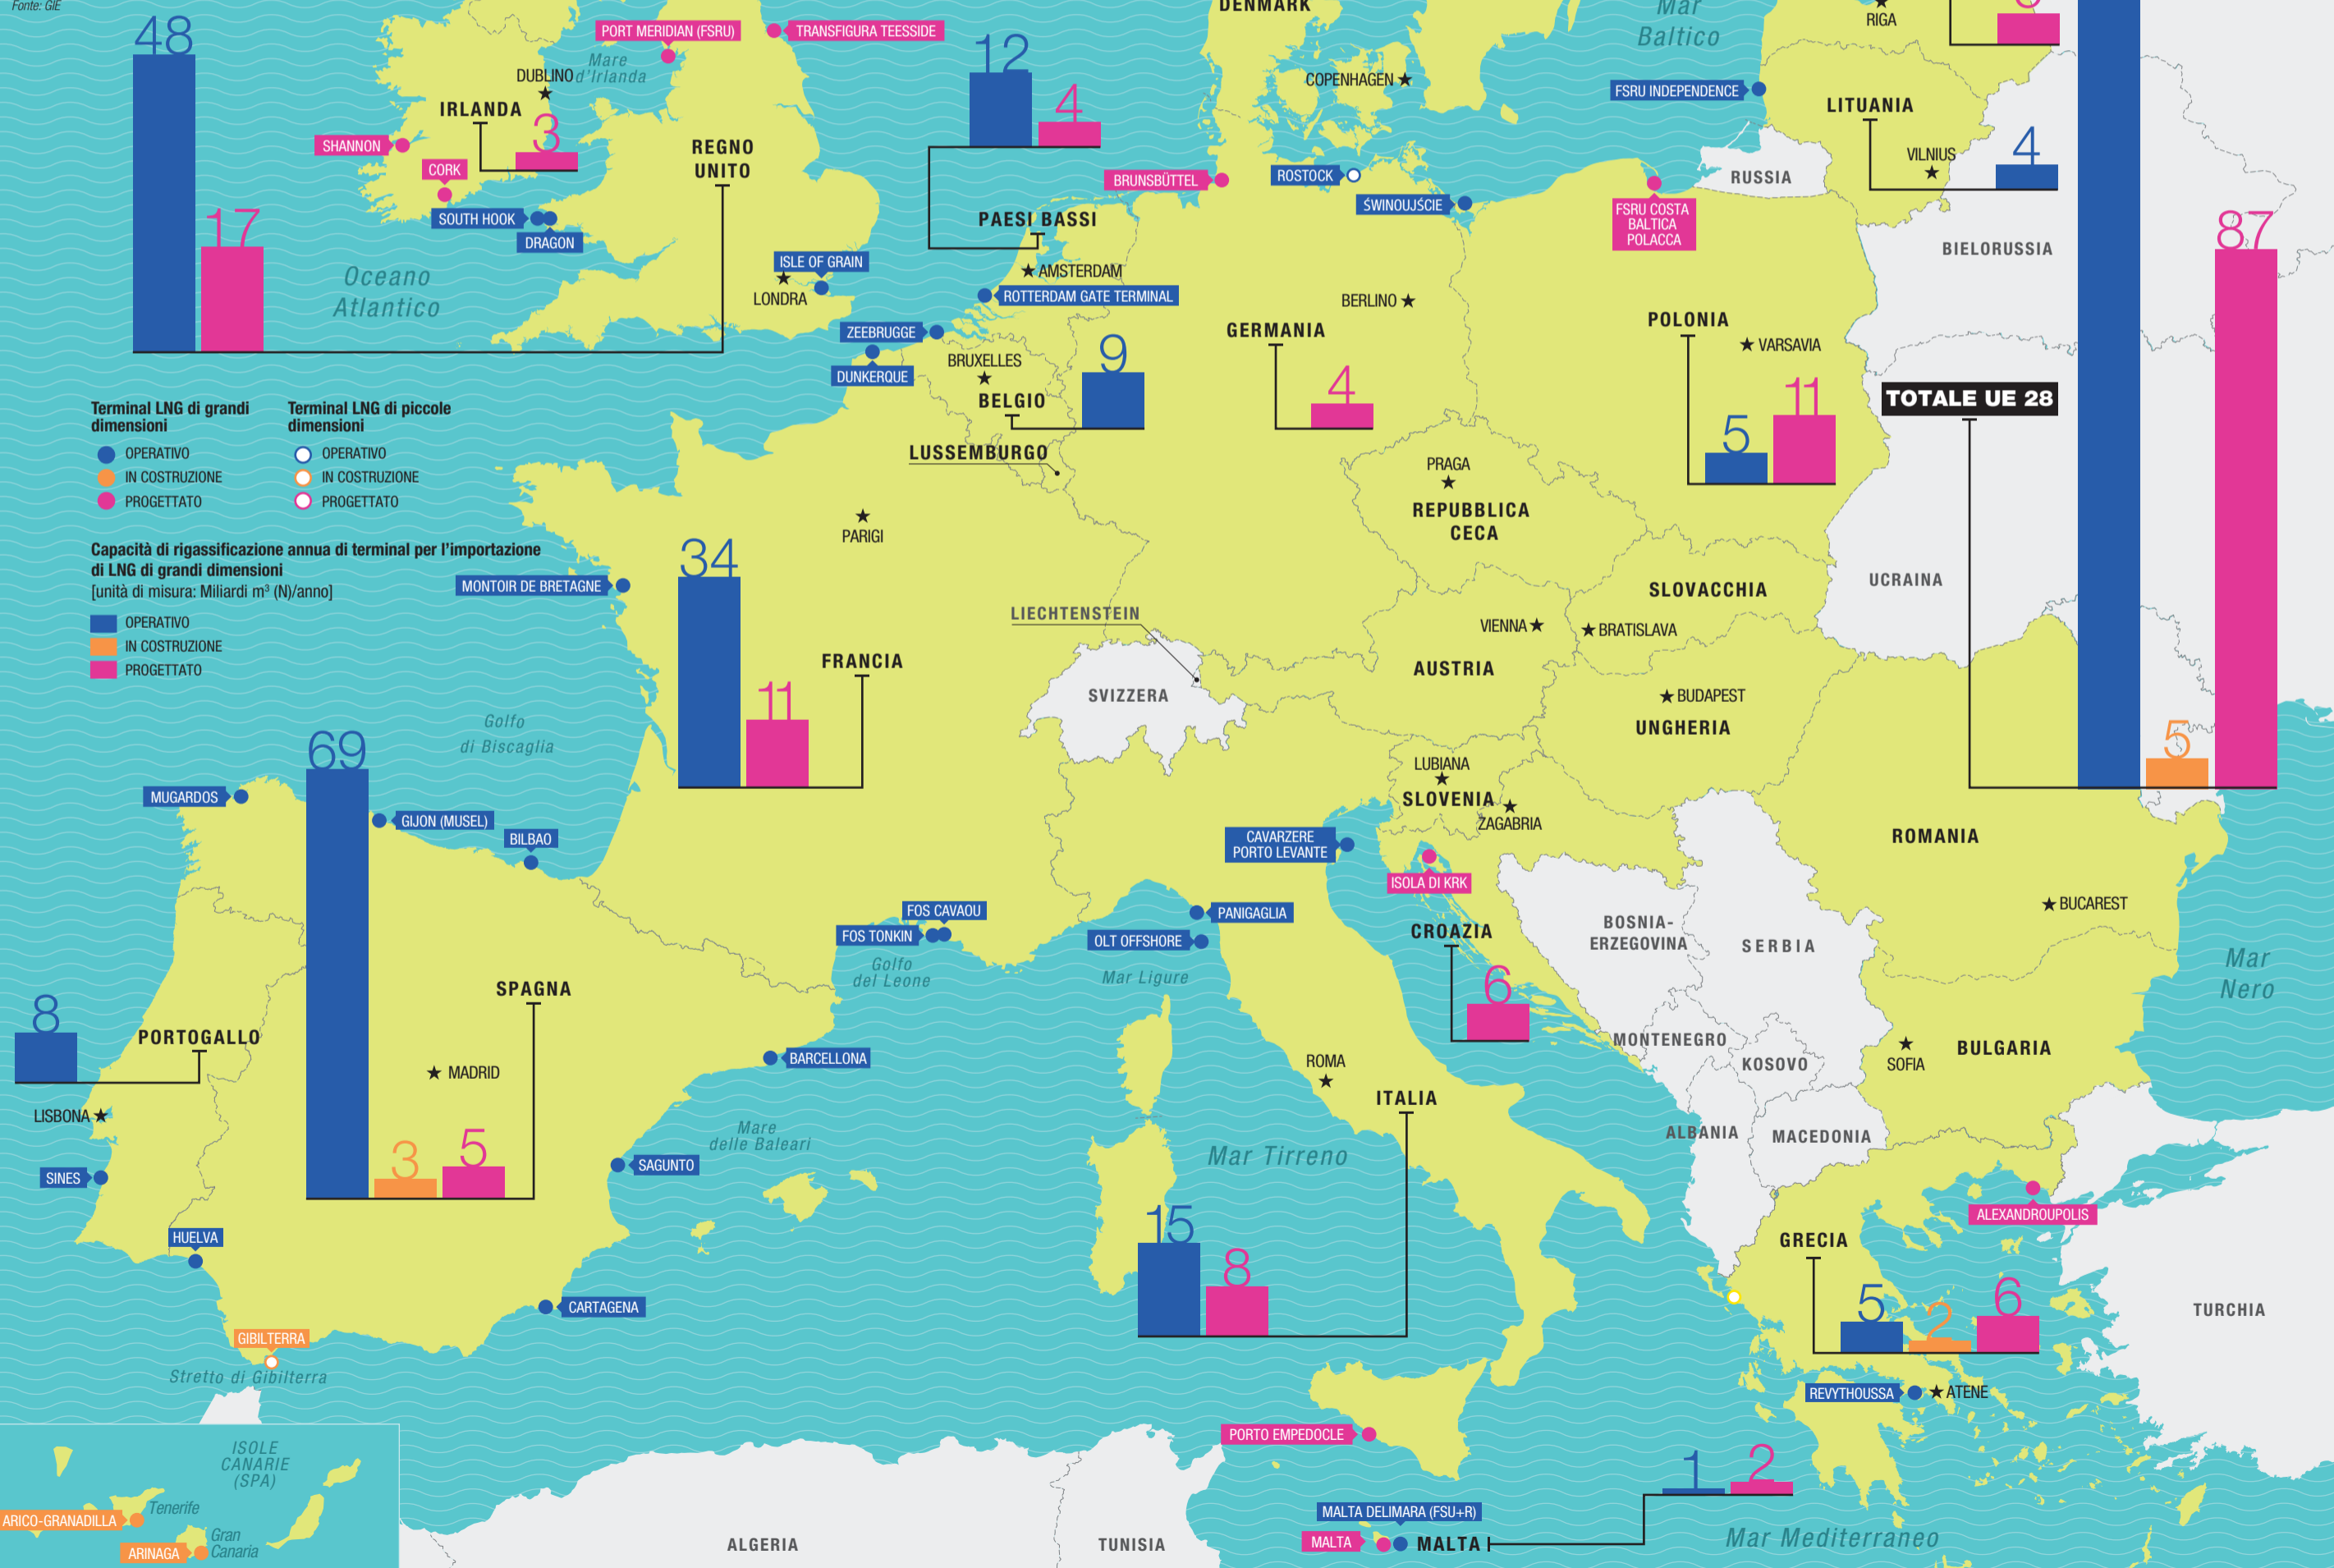 Fonte: GIE
DENMARK
Mar
Baltico
RIGA
48
17
PORT MERIDIAN (FSRU)
TRANSFIGURA TEESSIDE
Mare
d'Irlanda
DUBLINO
IRLANDA
3
SHANNON
CORK
SOUTH HOOK
DRAGON
REGNO
UNITO
ISLE OF GRAIN
LONDRA
Oceano
Atlantico
12
4
PAESI BASSI
AMSTERDAM
ROTTERDAM GATE TERMINAL
ZEEBRUGGE
DUNKERQUE
BRUXELLES
BELGIO
9
LUSSEMBURGO
COPENHAGEN
BRUNSBÜTTEL
ROSTOCK
ŚWINOUJŚCIE
BERLINO
GERMANIA
4
FSRU INDEPENDENCE
LITUANIA
VILNIUS
4
RUSSIA
FSRU COSTA
BALTICA
POLACCA
BIELORUSSIA
POLONIA
VARSAVIA
5
11
TOTALE UE 28
87
5
Terminal LNG di grandi
dimensioni
OPERATIVO
IN COSTRUZIONE
PROGETTATO
Terminal LNG di piccole
dimensioni
OPERATIVO
IN COSTRUZIONE
PROGETTATO
Capacità di rigassificazione annua di terminal per l'importazione
di LNG di grandi dimensioni
[unità di misura: Miliardi m³ (N)/anno]
OPERATIVO
IN COSTRUZIONE
PROGETTATO
PARIGI
MONTOIR DE BRETAGNE
34
11
FRANCIA
PRAGA
REPUBBLICA
CECA
SLOVACCHIA
UCRAINA
LIECHTENSTEIN
VIENNA
BRATISLAVA
AUSTRIA
SVIZZERA
BUDAPEST
UNGHERIA
LUBIANA
SLOVENIA
ZAGABRIA
ROMANIA
BUCAREST
Golfo
di Biscaglia
MUGARDOS
69
GIJON (MUSEL)
BILBAO
3
5
SPAGNA
MADRID
8
PORTOGALLO
LISBONA
SINES
HUELVA
GIBILTERRA
Stretto di Gibilterra
CARTAGENA
SAGUNTO
BARCELLONA
Mare
delle Baleari
FOS CAVAOU
FOS TONKIN
Golfo
del Leone
CAVARZERE
PORTO LEVANTE
ISOLA DI KRK
PANIGAGLIA
OLT OFFSHORE
Mar Ligure
CROAZIA
6
BOSNIA-
ERZEGOVINA
SERBIA
MONTENEGRO
KOSOVO
SOFIA
BULGARIA
Mar
Nero
ALBANIA
MACEDONIA
ROMA
ITALIA
Mar Tirreno
15
8
ALEXANDROUPOLIS
GRECIA
5
2
6
TURCHIA
REVYTHOUSSA
ATENE
PORTO EMPEDOCLE
1
2
MALTA DELIMARA (FSU+R)
MALTA
MALTA
Mar Mediterraneo
ISOLE
CANARIE
(SPA)
Tenerife
ARICO-GRANADILLA
Gran
Canaria
ARINAGA
ALGERIA
TUNISIA